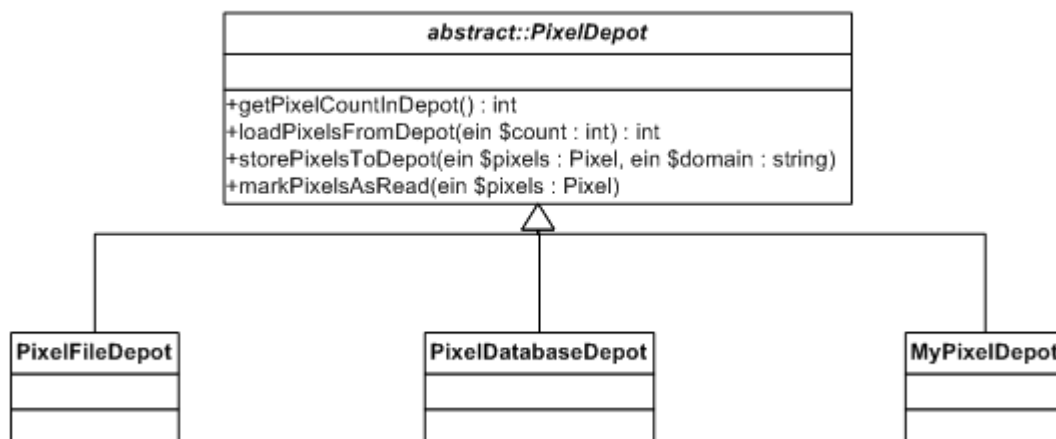 abstract::PixelDepot
+getPixelCountInDepot() : int
+loadPixelsFromDepot(ein $count : int) : int
+storePixelsToDepot(ein $pixels : Pixel, ein $domain : string)
+markPixelsAsRead(ein $pixels : Pixel)
PixelFileDepot
PixelDatabaseDepot
MyPixelDepot